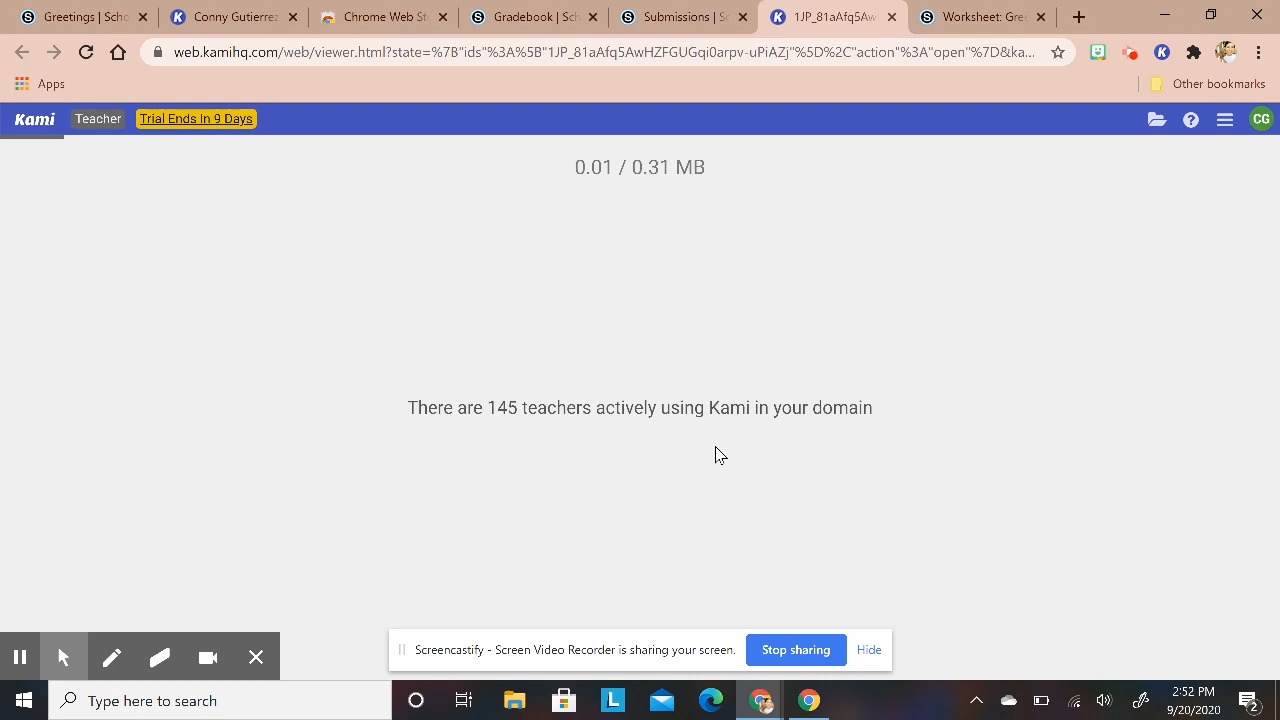 Greetings | Scho
Conny Gutierrez
Chrome Web St
Gradebook | Sch
Submissions | Sc
1JP_81aAfq5Aw
Worksheet: Gre
web.kamihq.com/web/viewer.html?state=%7B"ids"%3A%5B"1JP_81aAfq5AwHZFGUGqi0arpv-uPiAZj"%5D%2C"action"%3A"open"%7D&ka...
Apps
Other bookmarks
Kami
Teacher
Trial Ends In 9 Days
CG
0.01 / 0.31 MB
There are 145 teachers actively using Kami in your domain
Screencastify - Screen Video Recorder is sharing your screen.
Stop sharing
Hide
Type here to search
2:52 PM
9/20/2020
2